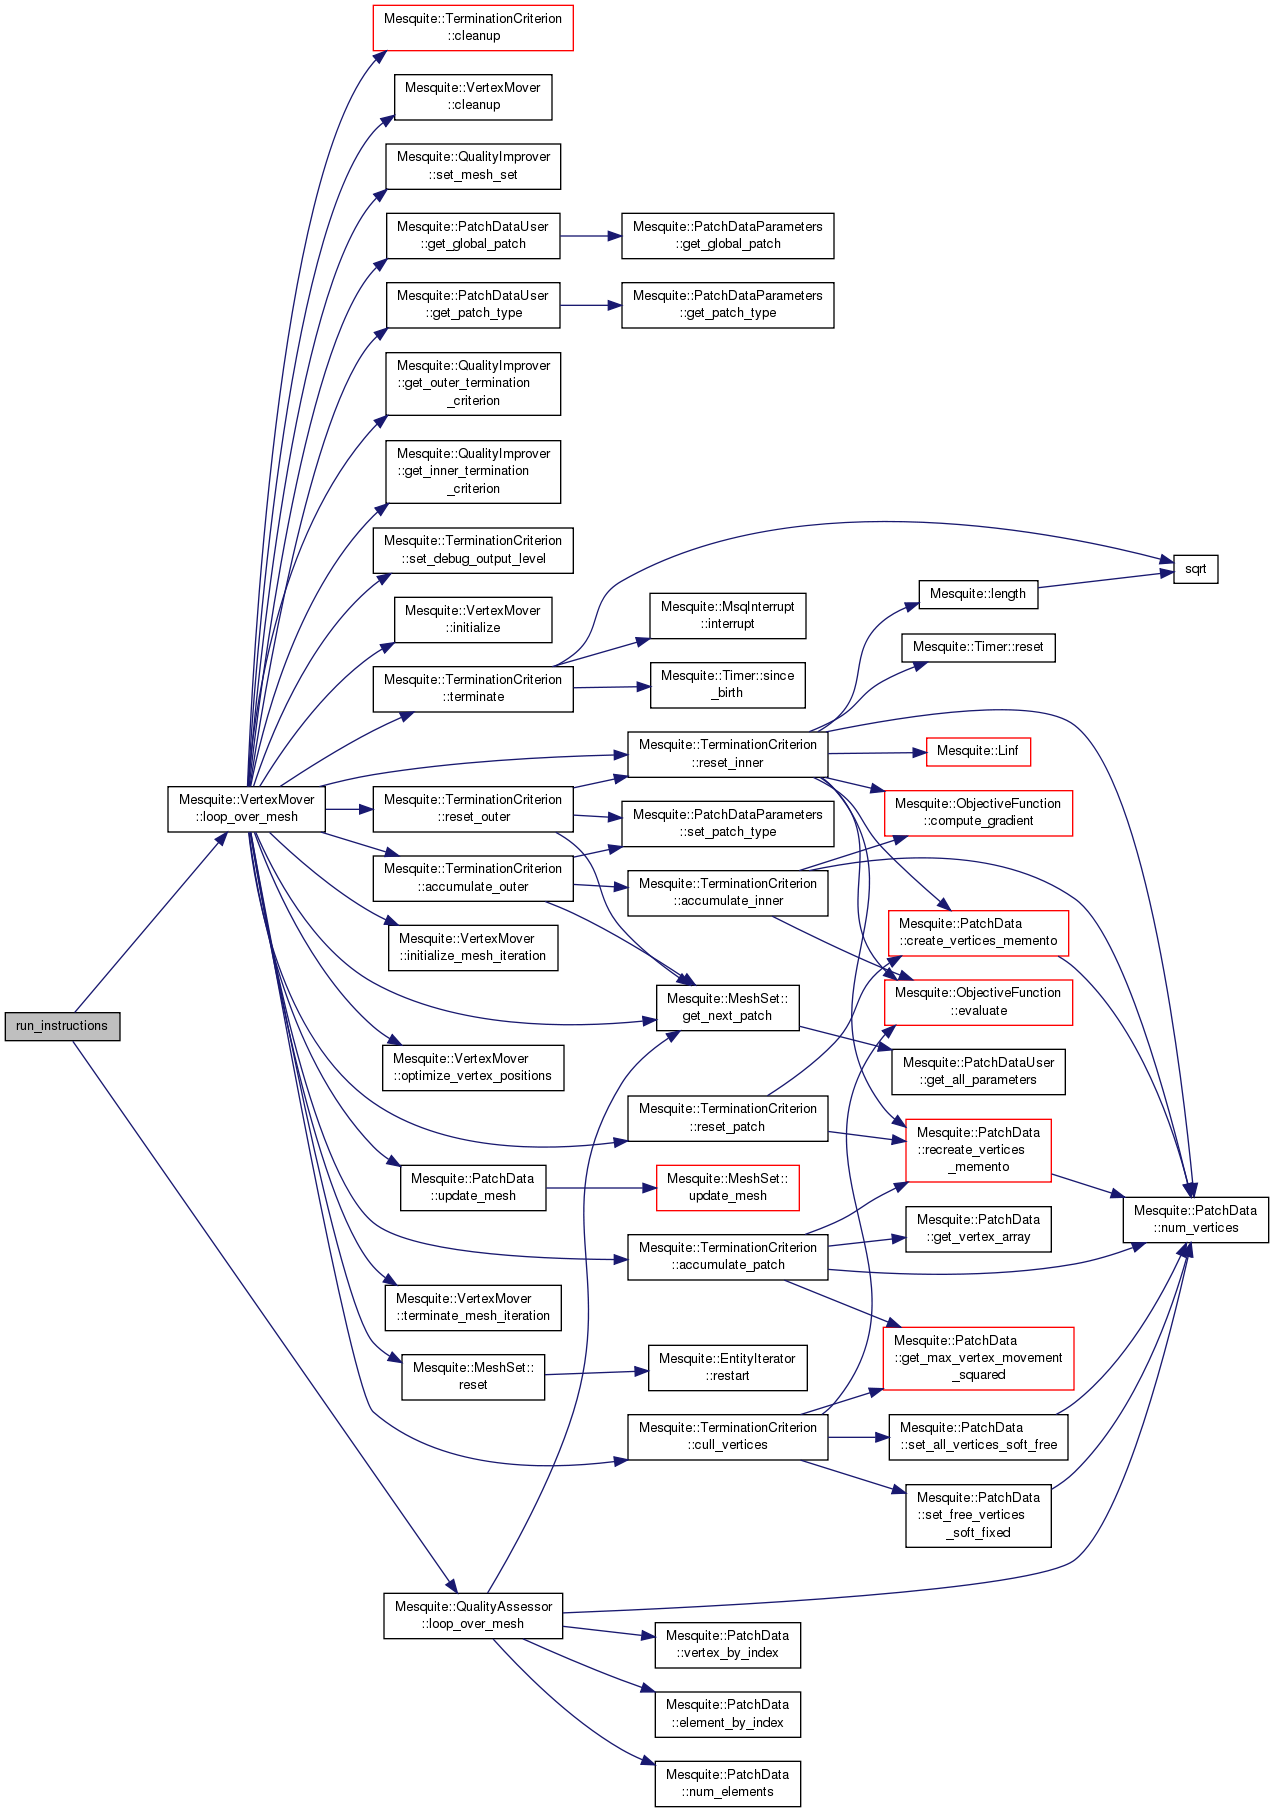 Mesquite::TerminationCriterion
::cleanup
Mesquite::VertexMover
::cleanup
Mesquite::QualityImprover
::set_mesh_set
Mesquite::PatchDataUser
::get_global_patch
Mesquite::PatchDataParameters
::get_global_patch
Mesquite::PatchDataUser
::get_patch_type
Mesquite::PatchDataParameters
::get_patch_type
Mesquite::QualityImprover
::get_outer_termination
_criterion
Mesquite::QualityImprover
::get_inner_termination
_criterion
Mesquite::TerminationCriterion
::set_debug_output_level
sqrt
Mesquite::length
Mesquite::VertexMover
::initialize
Mesquite::MsqInterrupt
::interrupt
Mesquite::Timer::reset
Mesquite::TerminationCriterion
::terminate
Mesquite::Timer::since
_birth
Mesquite::TerminationCriterion
::reset_inner
Mesquite::Linf
Mesquite::VertexMover
::loop_over_mesh
Mesquite::TerminationCriterion
::reset_outer
Mesquite::PatchDataParameters
::set_patch_type
Mesquite::ObjectiveFunction
::compute_gradient
Mesquite::TerminationCriterion
::accumulate_outer
Mesquite::TerminationCriterion
::accumulate_inner
Mesquite::VertexMover
::initialize_mesh_iteration
Mesquite::PatchData
::create_vertices_memento
run_instructions
Mesquite::MeshSet::
get_next_patch
Mesquite::ObjectiveFunction
::evaluate
Mesquite::VertexMover
::optimize_vertex_positions
Mesquite::PatchDataUser
::get_all_parameters
Mesquite::TerminationCriterion
::reset_patch
Mesquite::PatchData
::recreate_vertices
_memento
Mesquite::PatchData
::update_mesh
Mesquite::MeshSet::
update_mesh
Mesquite::PatchData
::num_vertices
Mesquite::TerminationCriterion
::accumulate_patch
Mesquite::PatchData
::get_vertex_array
Mesquite::VertexMover
::terminate_mesh_iteration
Mesquite::PatchData
::get_max_vertex_movement
_squared
Mesquite::MeshSet::
reset
Mesquite::EntityIterator
::restart
Mesquite::TerminationCriterion
::cull_vertices
Mesquite::PatchData
::set_all_vertices_soft_free
Mesquite::PatchData
::set_free_vertices
_soft_fixed
Mesquite::QualityAssessor
::loop_over_mesh
Mesquite::PatchData
::vertex_by_index
Mesquite::PatchData
::element_by_index
Mesquite::PatchData
::num_elements